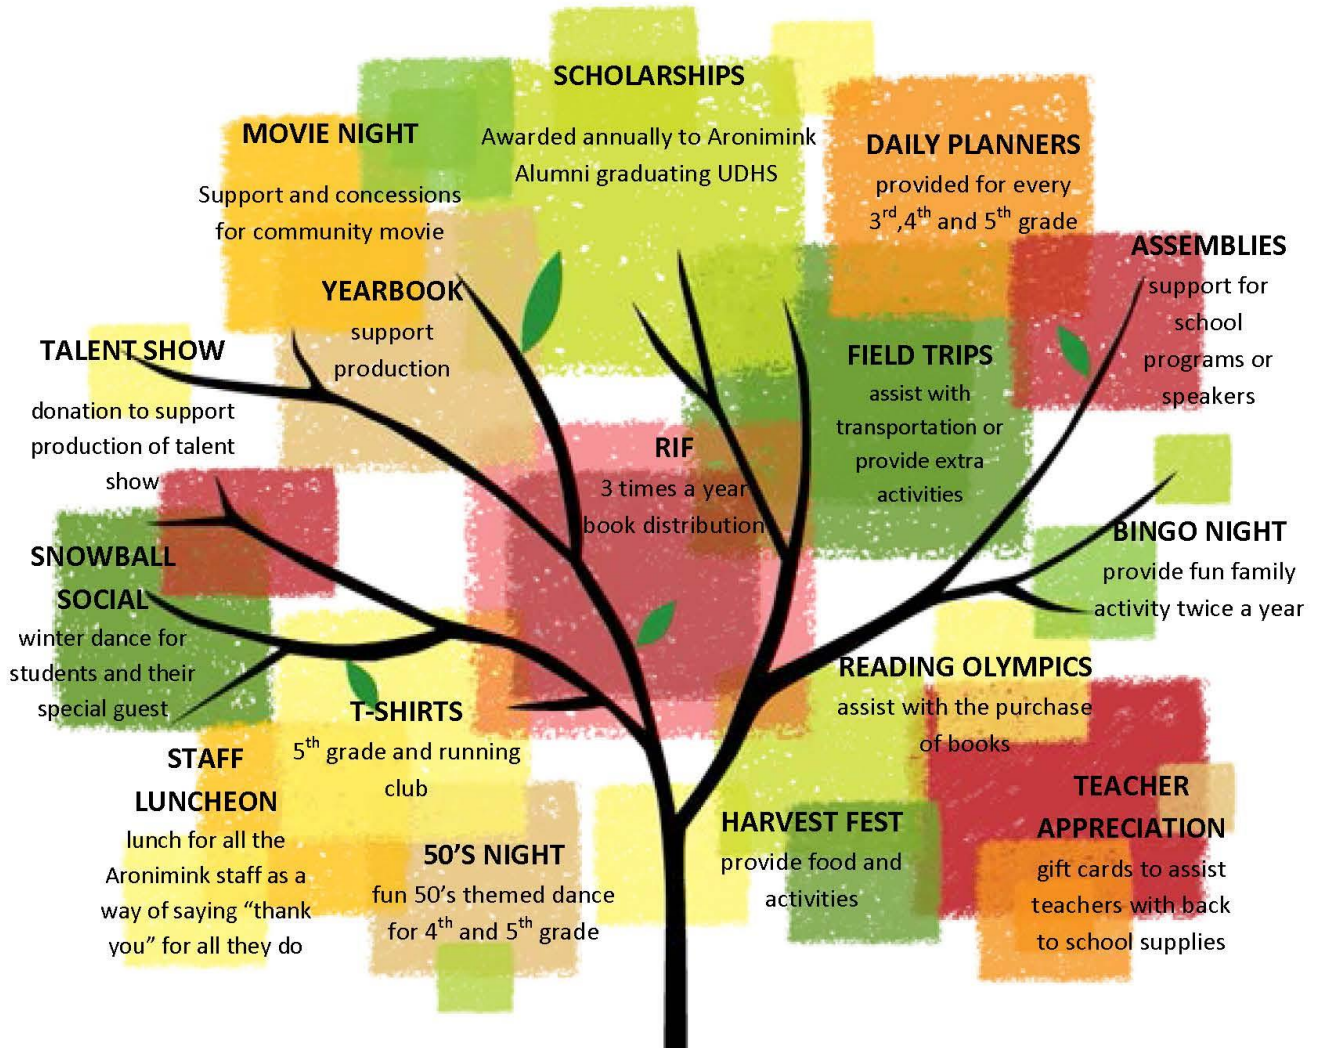 SCHOLARSHIPS
Awarded annually to Aronimink
Alumni graduating UDHS
MOVIE NIGHT
Support and concessions
for community movie
DAILY PLANNERS
provided for every
3rd,4th and 5th grade
ASSEMBLIES
support for
school
programs or
speakers
YEARBOOK
support
production
TALENT SHOW
donation to support
production of talent
show
FIELD TRIPS
assist with
transportation or
provide extra
activities
RIF
3 times a year
book distribution
BINGO NIGHT
provide fun family
activity twice a year
SNOWBALL
SOCIAL
winter dance for
students and their
special guest
READING OLYMPICS
assist with the purchase
of books
T-SHIRTS
5th grade and running
club
STAFF
LUNCHEON
lunch for all the
Aronimink staff as a
way of saying “thank
you” for all they do
50’S NIGHT
fun 50’s themed dance
for 4th and 5th grade
HARVEST FEST
provide food and
activities
TEACHER
APPRECIATION
gift cards to assist
teachers with back
to school supplies